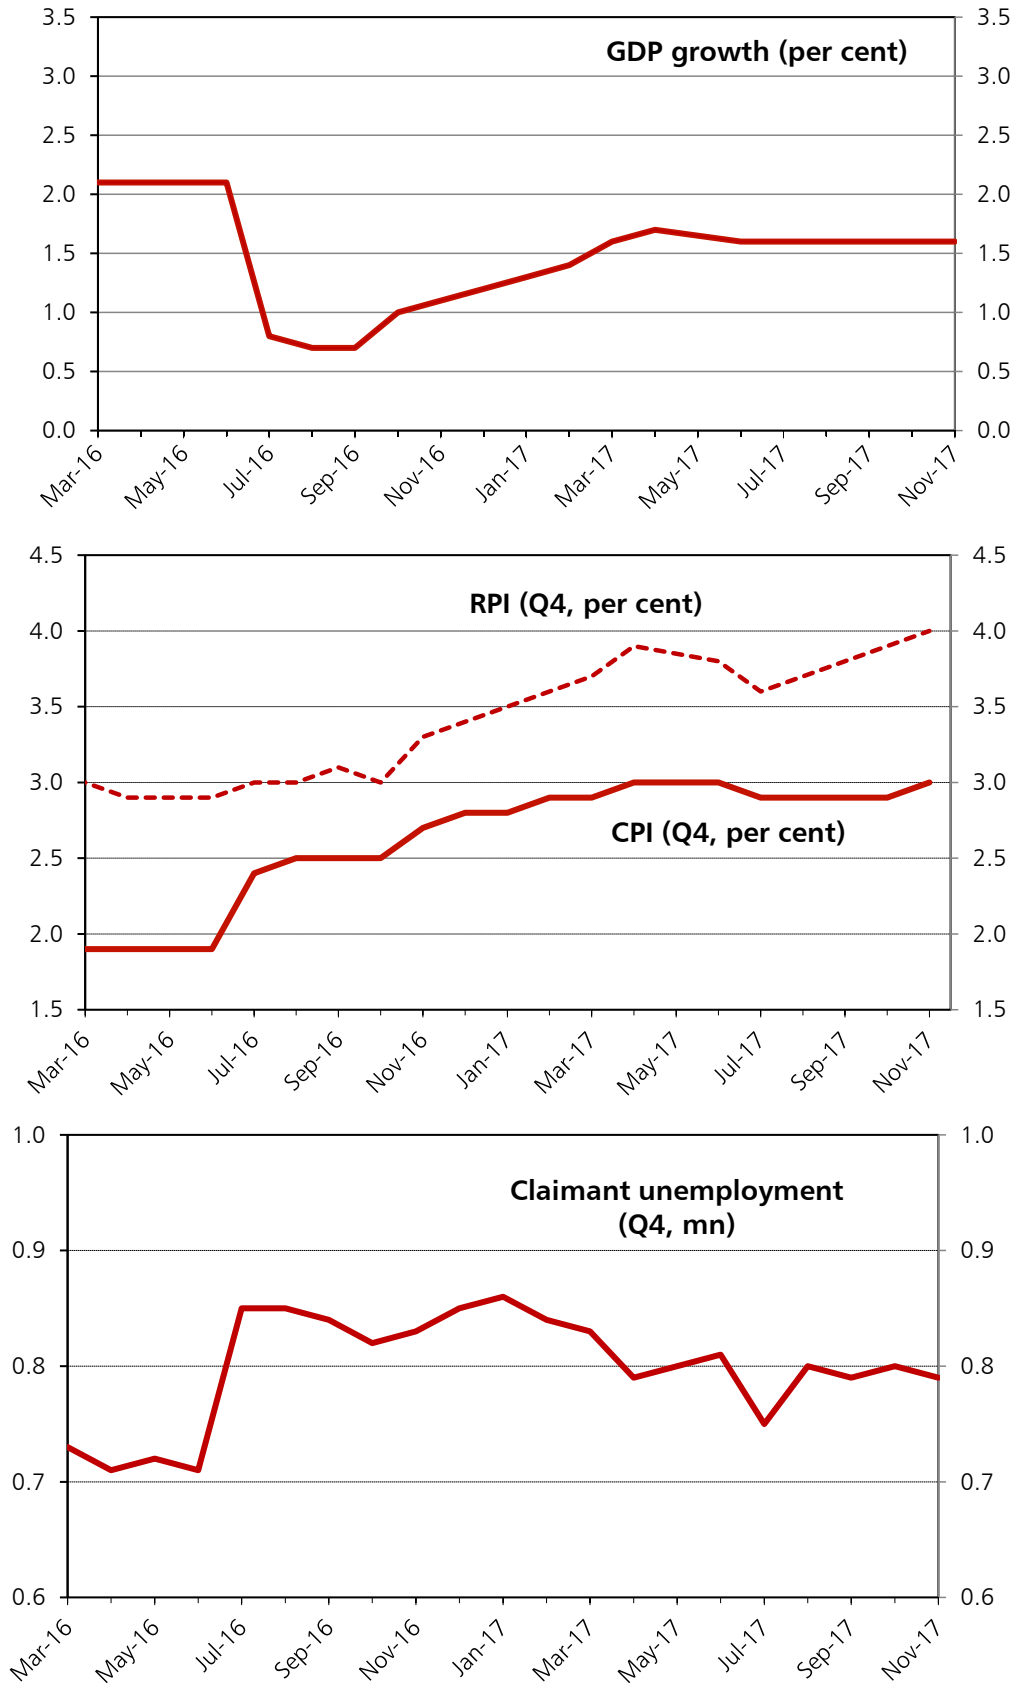 3.5 3.5
GDP growth (per cent)
3.0 3.0
2.5 2.5
2.0 2.0
1.5 1.5
1.0 1.0
0.5 0.5
0.0 0.0
Mar-16 May-16 Jul-16 Sep-16 Nov-16 Jan-17 Mar-17 May-17 Jul-17 Sep-17 Nov-17
4.5 4.5
RPI (Q4, per cent)
4.0 4.0
3.5 3.5
3.0 3.0
CPI (Q4, per cent)
2.5 2.5
2.0 2.0
1.5 1.5
Mar-16 May-16 Jul-16 Sep-16 Nov-16 Jan-17 Mar-17 May-17 Jul-17 Sep-17 Nov-17
1.0 1.0
Claimant unemployment
(Q4, mn)
0.9 0.9
0.8 0.8
0.7 0.7
0.6 0.6
Mar-16 May-16 Jul-16 Sep-16 Nov-16 Jan-17 Mar-17 May-17 Jul-17 Sep-17 Nov-17